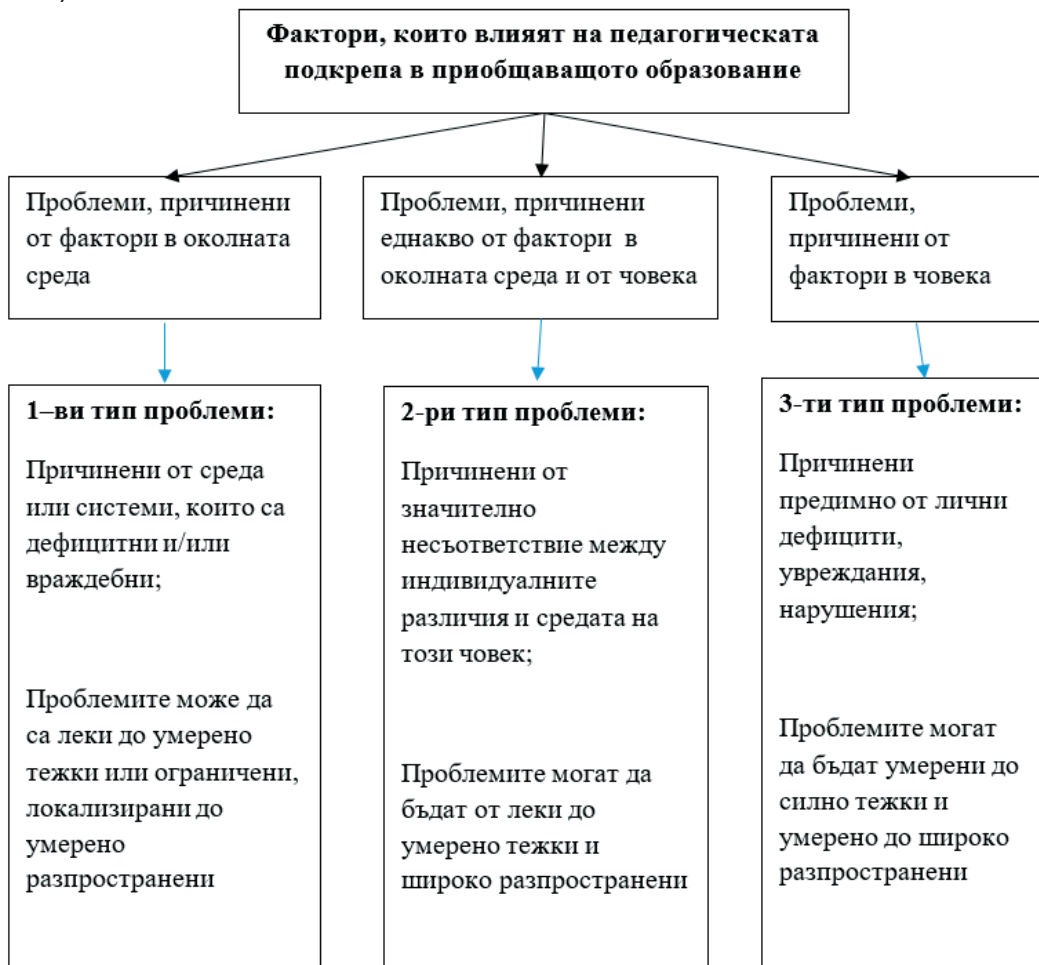 Фактори, които влияят на педагогическата
подкрепа в приобщаващото образование
Проблеми, причинени
от фактори в околната
среда
Проблеми, причинени
еднакво от фактори в
околната среда и от човека
Проблеми,
причинени от
фактори в човека
1–ви тип проблеми:
Причинени от среда
или системи, които са
дефицитни и/или
враждебни;
Проблемите може да
са леки до умерено
тежки или ограничени,
локализирани до
умерено
разпространени
2-ри тип проблеми:
Причинени от
значително
несъответствие между
индивидуалните
различия и средата на
този човек;
Проблемите могат да
бъдат от леки до
умерено тежки и
широко разпространени
3-ти тип проблеми:
Причинени
предимно от лични
дефицити,
увреждания,
нарушения;
Проблемите могат
да бъдат умерени до
силно тежки и
умерено до широко
разпространени